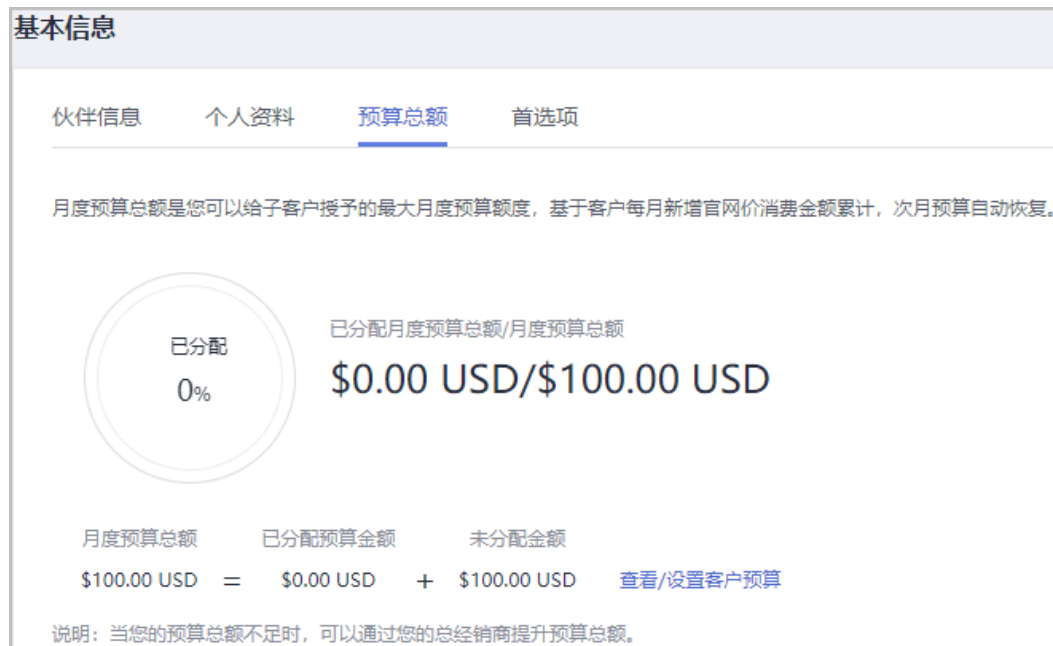 基本信息
伙伴信息 个人资料 预算总额 首选项
月度预算总额是您可以给子客户授予的最大月度预算额度，基于客户每月新增官网价消费金额累计，次月预算自动恢复。
已分配
0%
已分配月度预算总额/月度预算总额
$0.00 USD/$100.00 USD
月度预算总额 已分配预算金额 未分配金额
$100.00 USD = $0.00 USD + $100.00 USD 查看/设置客户预算
说明：当您的预算总额不足时，可以通过您的总经销商提升预算总额。